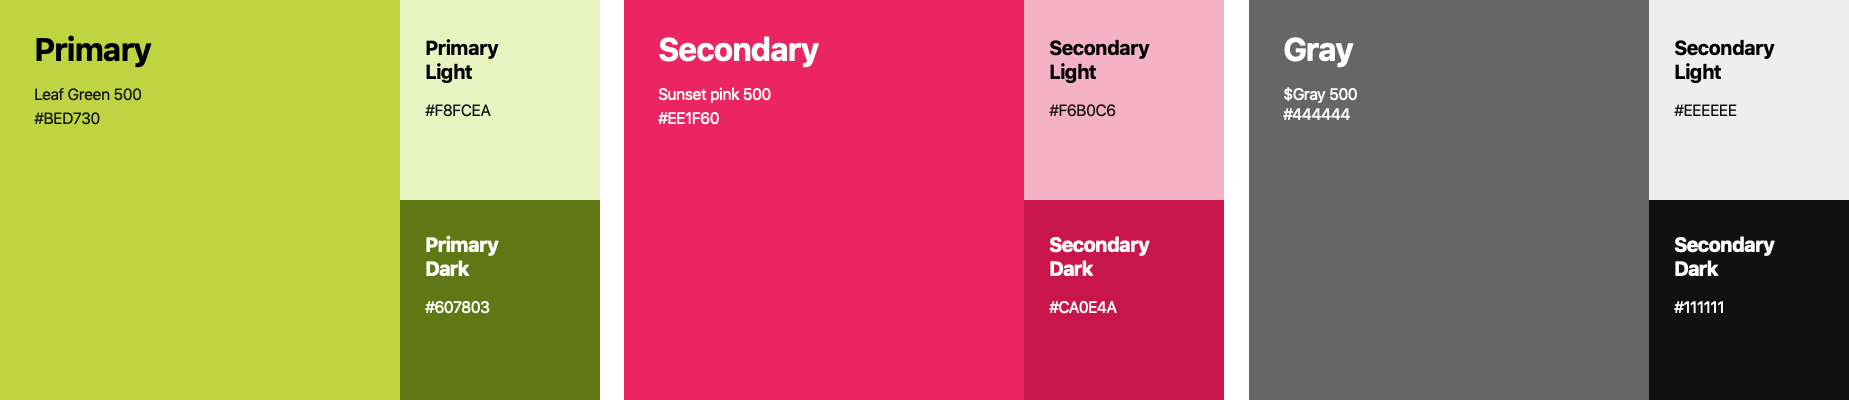 Primary
Leaf Green 500
#BED730
Primary
Light
#F8FCEA
Primary
Dark
#607803
Secondary
Sunset pink 500
#EE1F60
Secondary
Light
#F6B0C6
Secondary
Dark
#CA0E4A
Gray
$Gray 500
#444444
Secondary
Light
#EEEEEE
Secondary
Dark
#111111